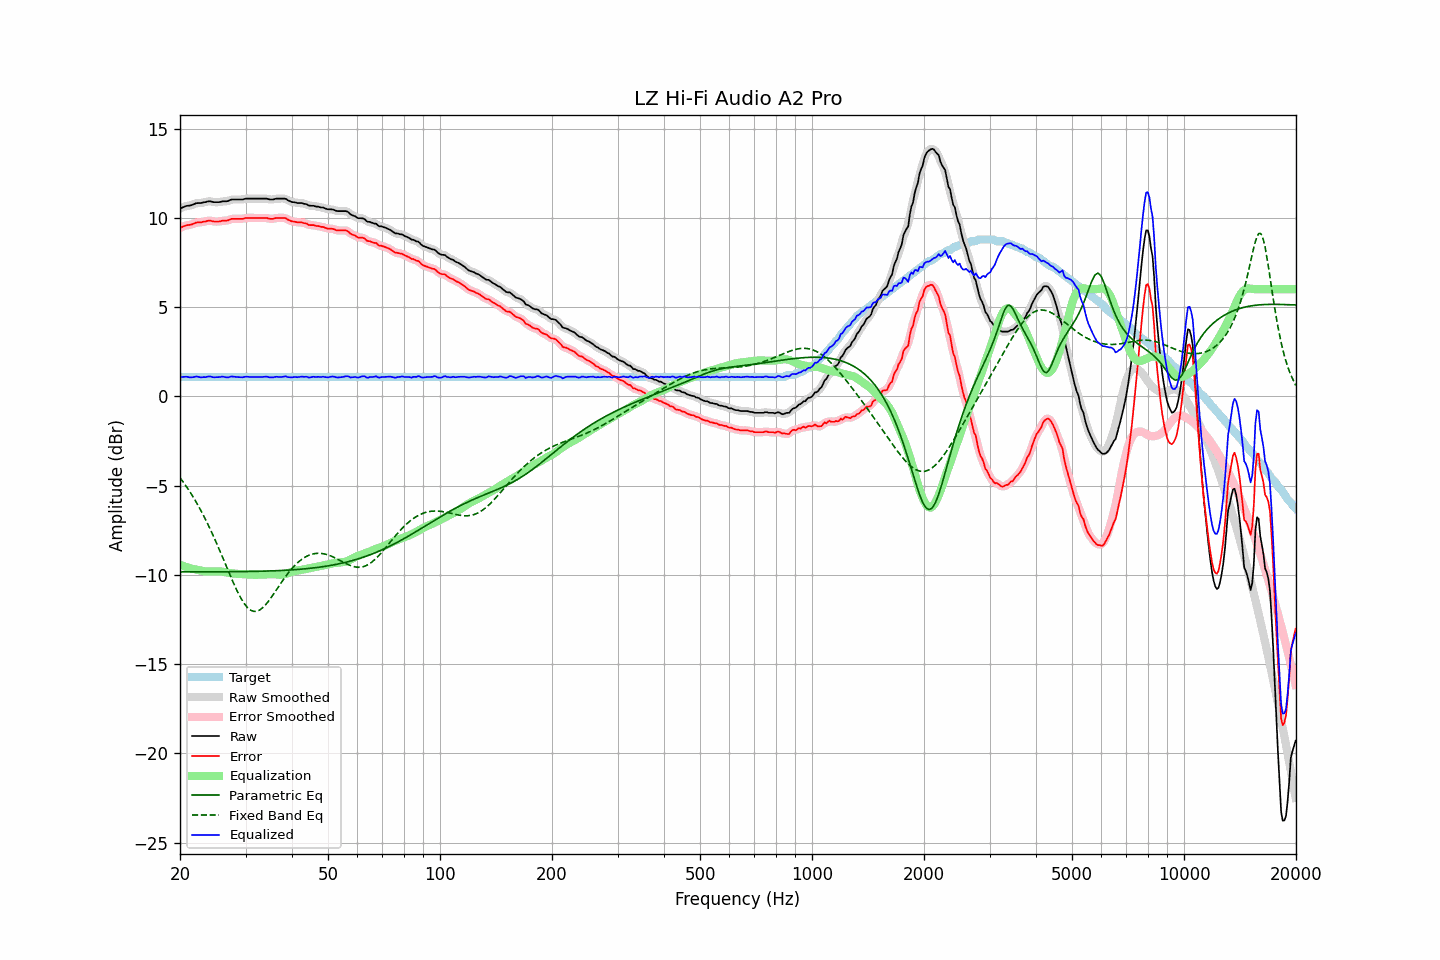 LZ Hi-Fi Audio A2 Pro
Amplitude (dBr)
15
10
5
0
−5
−10
−15
−20
−25
Target
Raw Smoothed
Error Smoothed
Raw
Error
Equalization
Parametric Eq
Fixed Band Eq
Equalized
20 50 100 200 500 1000 2000 5000 10000 20000
Frequency (Hz)